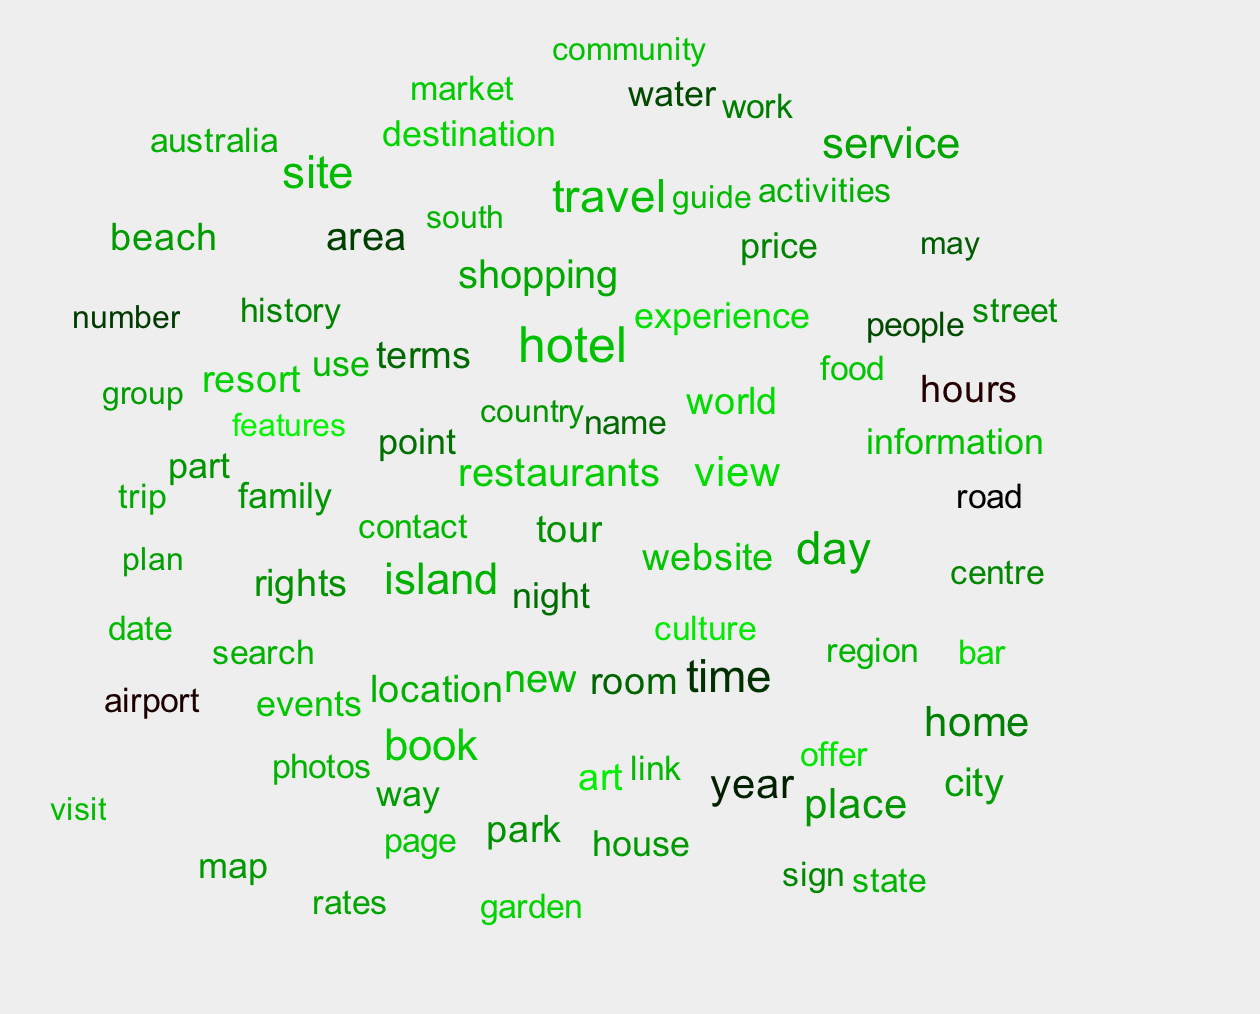 community
market
water
work
destination
australia
service
site
travel guide activities
south
beach
area
price
may
shopping
number
history
experience
people
street
hotel
use
terms
resort
food
group
hours
features
country
name
world
point
information
part
restaurants
view
trip
family
road
contact
tour
plan
website
day
rights
island
night
centre
date
culture
search
region
bar
airport
events
location
new
room
time
home
book
photos
way
art
link
offer
year
city
visit
place
page
park
house
map
sign
state
rates
garden